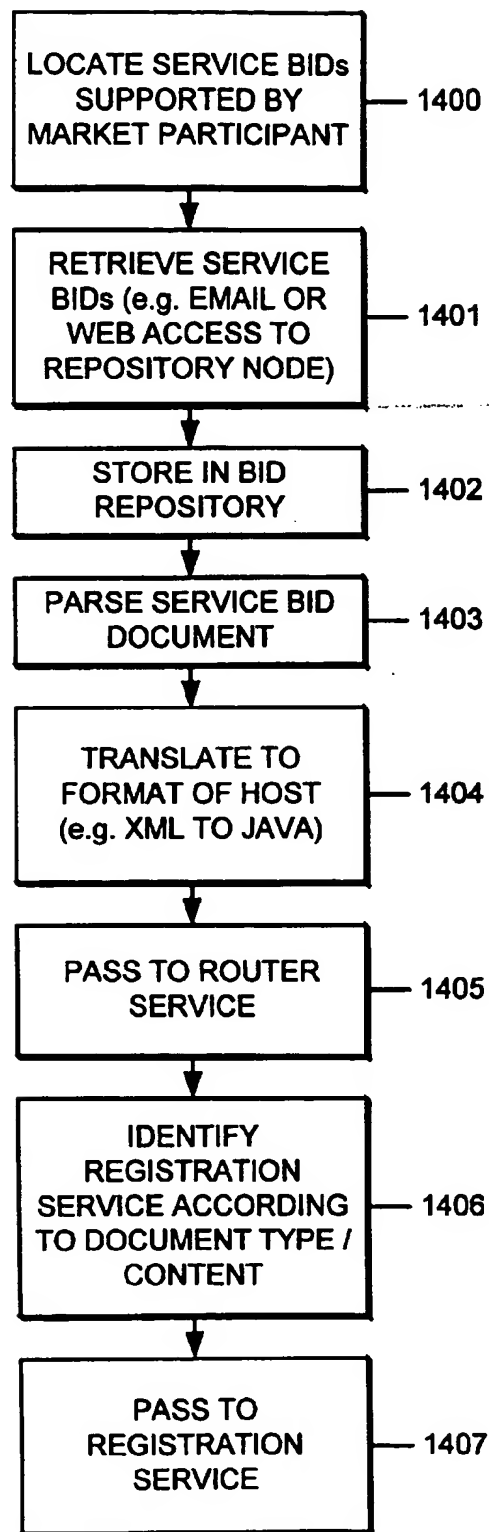 LOCATE SERVICE BIDs
SUPPORTED BY
MARKET PARTICIPANT
1400
RETRIEVE SERVICE
BIDs (e.g. EMAIL OR
WEB ACCESS TO
REPOSITORY NODE)
1401
STORE IN BID
REPOSITORY
1402
PARSE SERVICE BID
DOCUMENT
1403
TRANSLATE TO
FORMAT OF HOST
(e.g. XML TO JAVA)
1404
PASS TO ROUTER
SERVICE
1405
IDENTIFY
REGISTRATION
SERVICE ACCORDING
TO DOCUMENT TYPE /
CONTENT
1406
PASS TO
REGISTRATION
SERVICE
1407